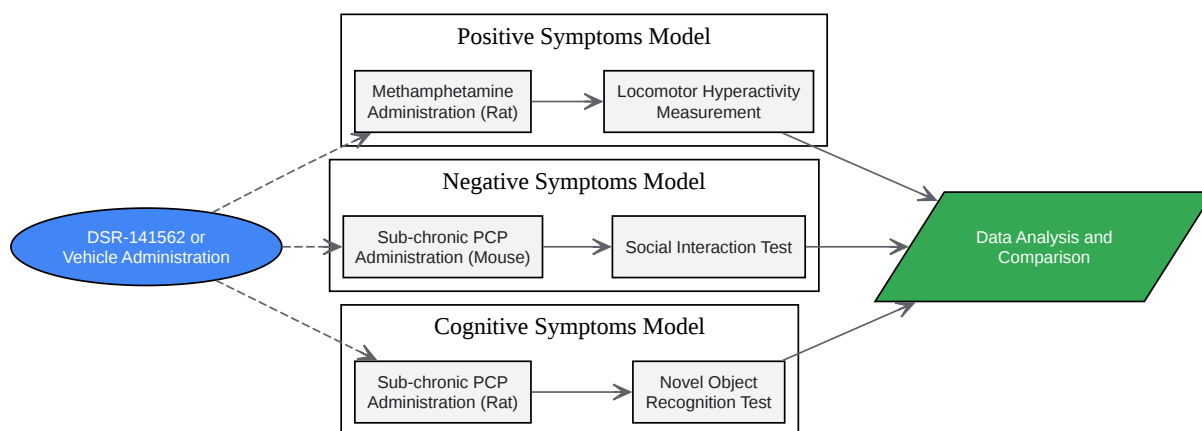 Positive Symptoms Model
Methamphetamine
Administration (Rat)
Locomotor Hyperactivity
Measurement
Negative Symptoms Model
DSR-141562 or
Vehicle Administration
Sub-chronic PCP
Administration (Mouse)
Social Interaction Test
Data Analysis and
Comparison
Cognitive Symptoms Model
Sub-chronic PCP
Administration (Rat)
Novel Object
Recognition Test